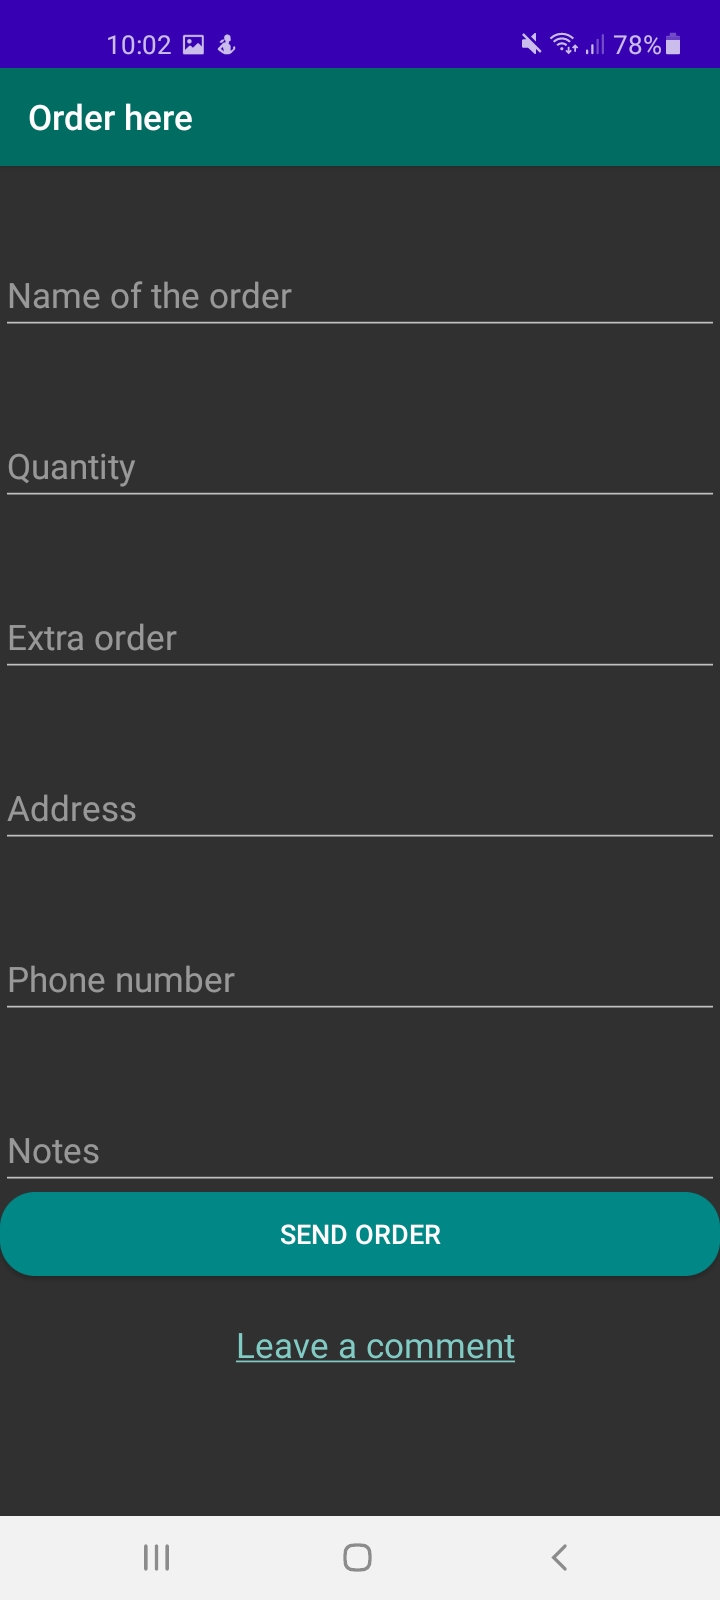 10:02 78%
Order here
Name of the order
Quantity
Extra order
Address
Phone number
Notes
SEND ORDER
Leave a comment